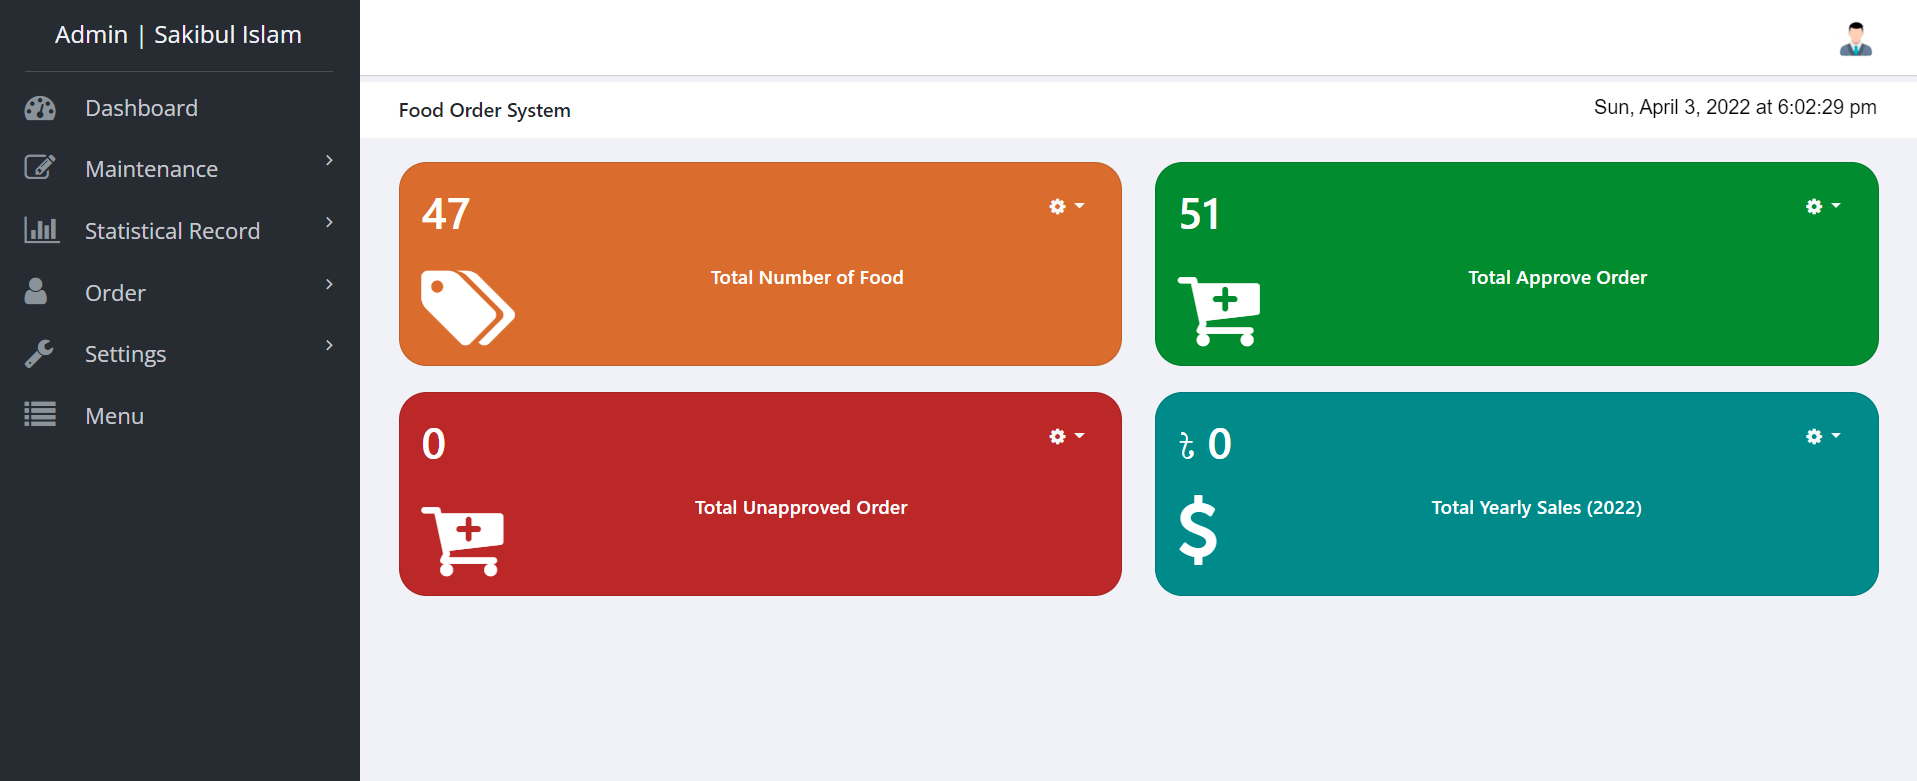 Admin | Sakibul Islam
Dashboard
Maintenance
Statistical Record
Order
Settings
Menu
Food Order System
Sun, April 3, 2022 at 6:02:29 pm
47
Total Number of Food
51
Total Approve Order
0
Total Unapproved Order
৳ 0
Total Yearly Sales (2022)